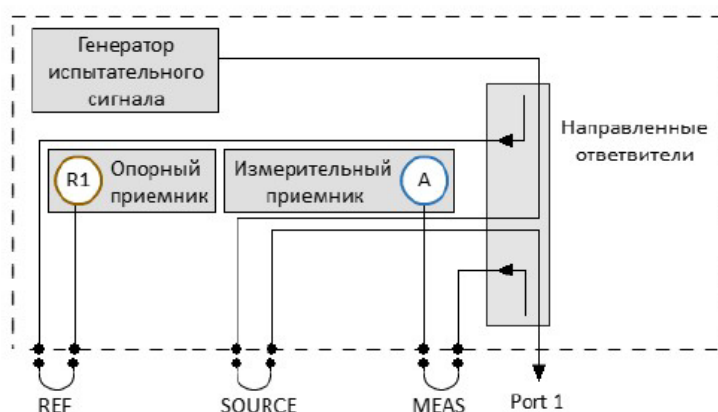 Генератор
испытательного
сигнала
Направленные
ответвители
R1
Опорный
приемник
Измерительный
приемник
A
REF
SOURCE
MEAS
Port 1